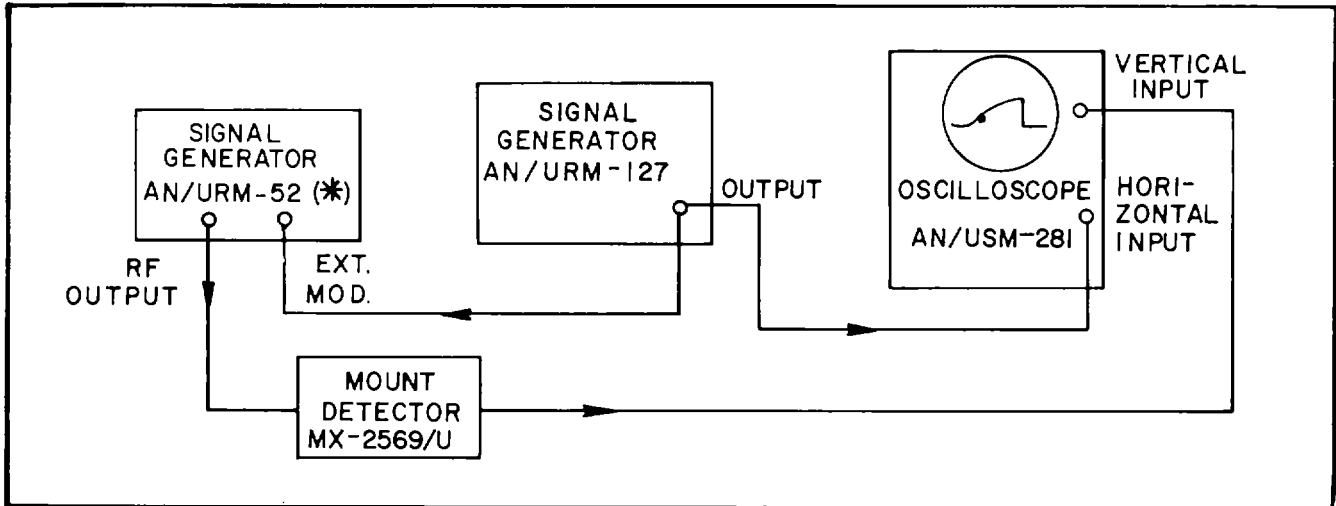 SIGNAL
GENERATOR
AN/URM-52 (*)
RF
OUTPUT
EXT.
MOD.
SIGNAL
GENERATOR
AN/URM-127
OUTPUT
VERTICAL
INPUT
OSCILLOSCOPE
AN/USM-281
HORI-
ZONTAL
INPUT
MOUNT
DETECTOR
MX-2569/U